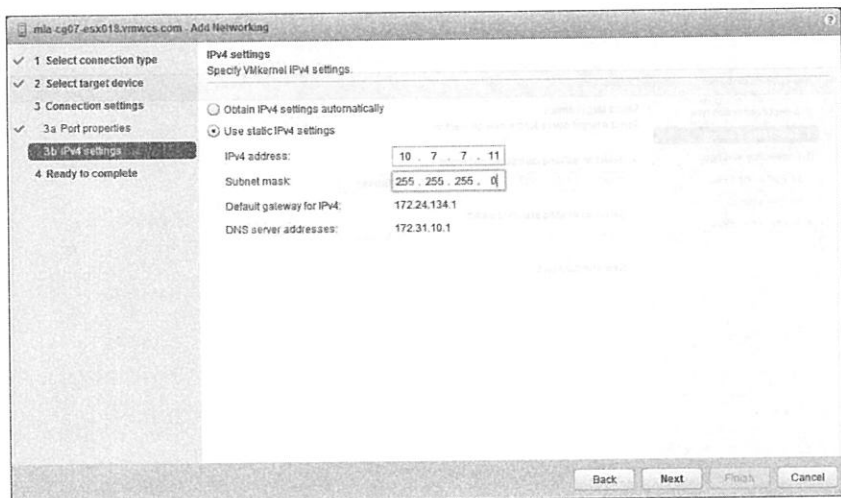 mla-cg07-esx018.vmwcs.com - Add Networking
?
1 Select connection type
2 Select target device
3 Connection settings
3a Port properties
3b IPv4 settings
4 Ready to complete
IPv4 settings
Specify VMkernel IPv4 settings.
Obtain IPv4 settings automatically
Use static IPv4 settings
IPv4 address: 10 . 7 . 7 . 11
Subnet mask: 255 . 255 . 255 . 0
Default gateway for IPv4: 172.24.134.1
DNS server addresses: 172.31.10.1
Back Next Finish Cancel